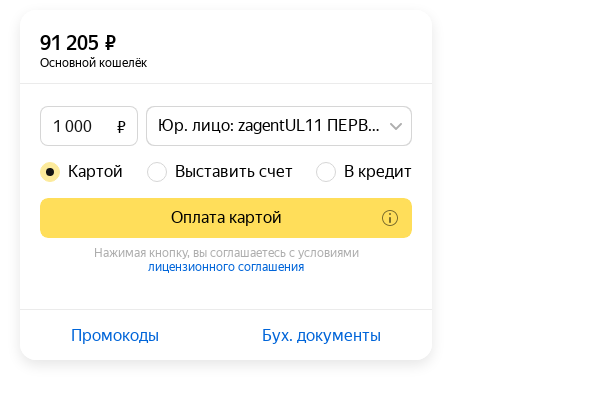 91 205 ₽
Основной кошелёк
1 000 ₽ Юр. лицо: zagentUL11 ПЕРВ...
Картой Выставить счет В кредит
Оплата картой
Нажимая кнопку, вы соглашаетесь с условиями
лицензионного соглашения
Промокоды Бух. документы